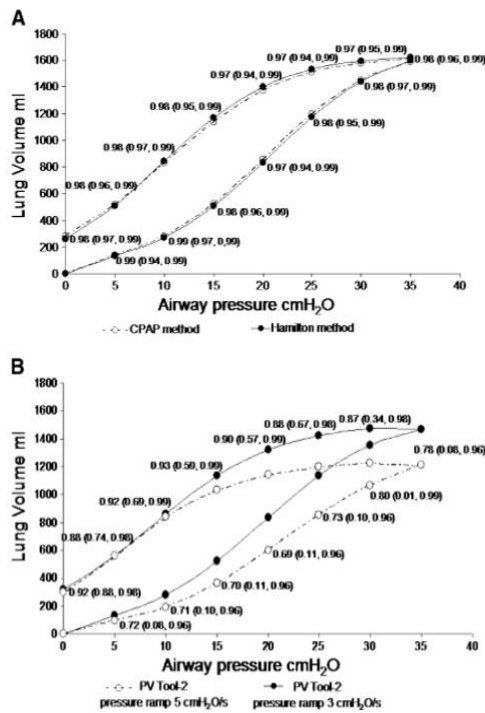 A
Lung Volume ml
1800
1600
1400
1200
1000
800
600
400
200
0
0.97 (0.95, 0.99)
0.97 (0.94, 0.99)
0.98 (0.96, 0.99)
0.98 (0.97, 0.99)
0.98 (0.95, 0.99)
0.98 (0.95, 0.99)
0.98 (0.97, 0.99)
0.97 (0.94, 0.99)
0.98 (0.96, 0.99)
0.98 (0.96, 0.99)
0.98 (0.97, 0.99)
0.99 (0.97, 0.99)
0.99 (0.94, 0.99)
0 5 10 15 20 25 30 35 40
Airway pressure cmH₂O
CPAP method Hamilton method
B
Lung Volume ml
1800
1600
1400
1200
1000
800
600
400
200
0
0.87 (0.34, 0.98)
0.88 (0.67, 0.98)
0.90 (0.57, 0.99)
0.78 (0.08, 0.96)
0.93 (0.59, 0.99)
0.92 (0.69, 0.99)
0.80 (0.01, 0.99)
0.73 (0.10, 0.96)
0.88 (0.74, 0.98)
0.69 (0.11, 0.96)
0.92 (0.88, 0.98)
0.70 (0.11, 0.96)
0.71 (0.10, 0.96)
0.72 (0.08, 0.96)
0 5 10 15 20 25 30 35 40
Airway pressure cmH₂O
PV Tool-2 PV Tool-2
pressure ramp 5 cmH₂O/s pressure ramp 3 cmH₂O/s